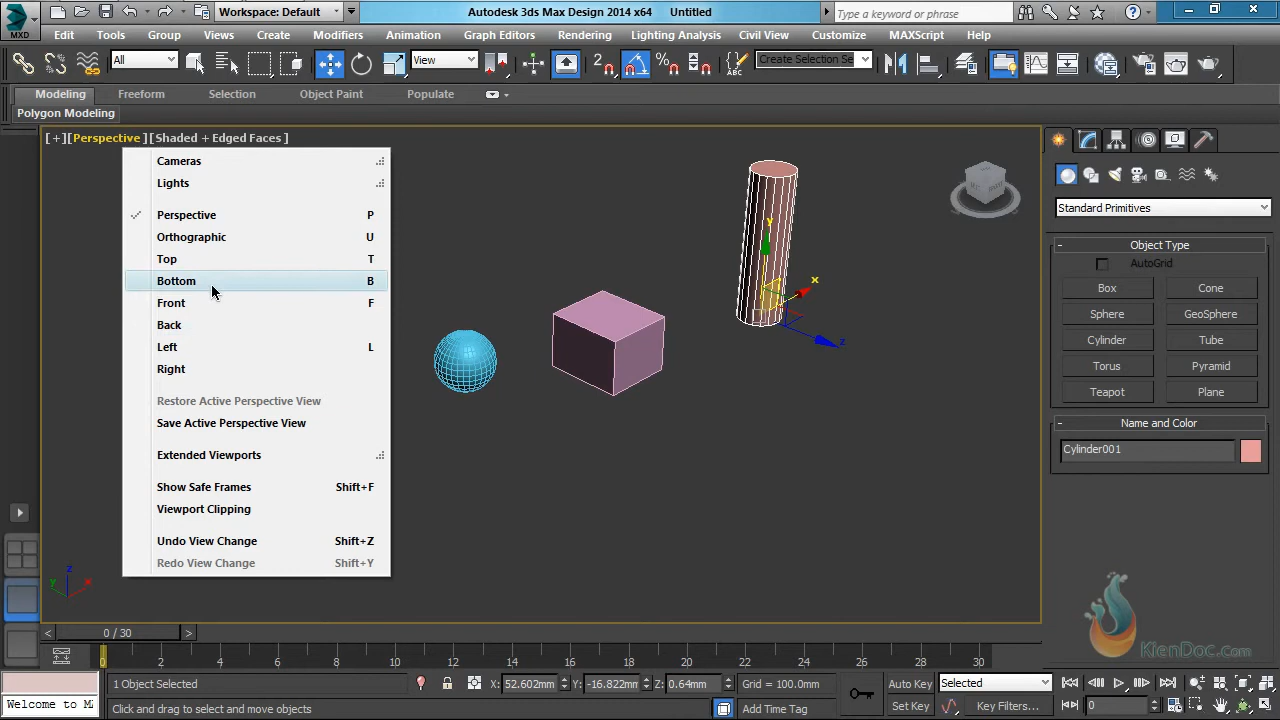 MXD
Workspace: Default
Autodesk 3ds Max Design 2014 x64 Untitled
Type a keyword or phrase
Edit Tools Group Views Create Modifiers Animation Graph Editors Rendering Lighting Analysis Civil View Customize MAXScript Help
All
View
Create Selection Se
Modeling Freeform Selection Object Paint Populate
Polygon Modeling
[+][Perspective][Shaded + Edged Faces]
Cameras
Lights
Perspective P
Orthographic U
Top T
Bottom B
Front F
Back
Left L
Right
Restore Active Perspective View
Save Active Perspective View
Extended Viewports
Show Safe Frames Shift+F
Viewport Clipping
Undo View Change Shift+Z
Redo View Change Shift+Y
y
x
z
z
y
x
Standard Primitives
Object Type
AutoGrid
Box Cone
Sphere GeoSphere
Cylinder Tube
Torus Pyramid
Teapot Plane
Name and Color
Cylinder001
KienDoc.com
< 0 / 30 >
0 2 4 6 8 10 12 14 16 18 20 22 24 26 28 30
1 Object Selected
X: 52.602mm Y: -16.822mm Z: 0.64mm
Grid = 100.0mm
Auto Key
Selected
Welcome to M
Click and drag to select and move objects
Add Time Tag
Set Key
Key Filters...
0